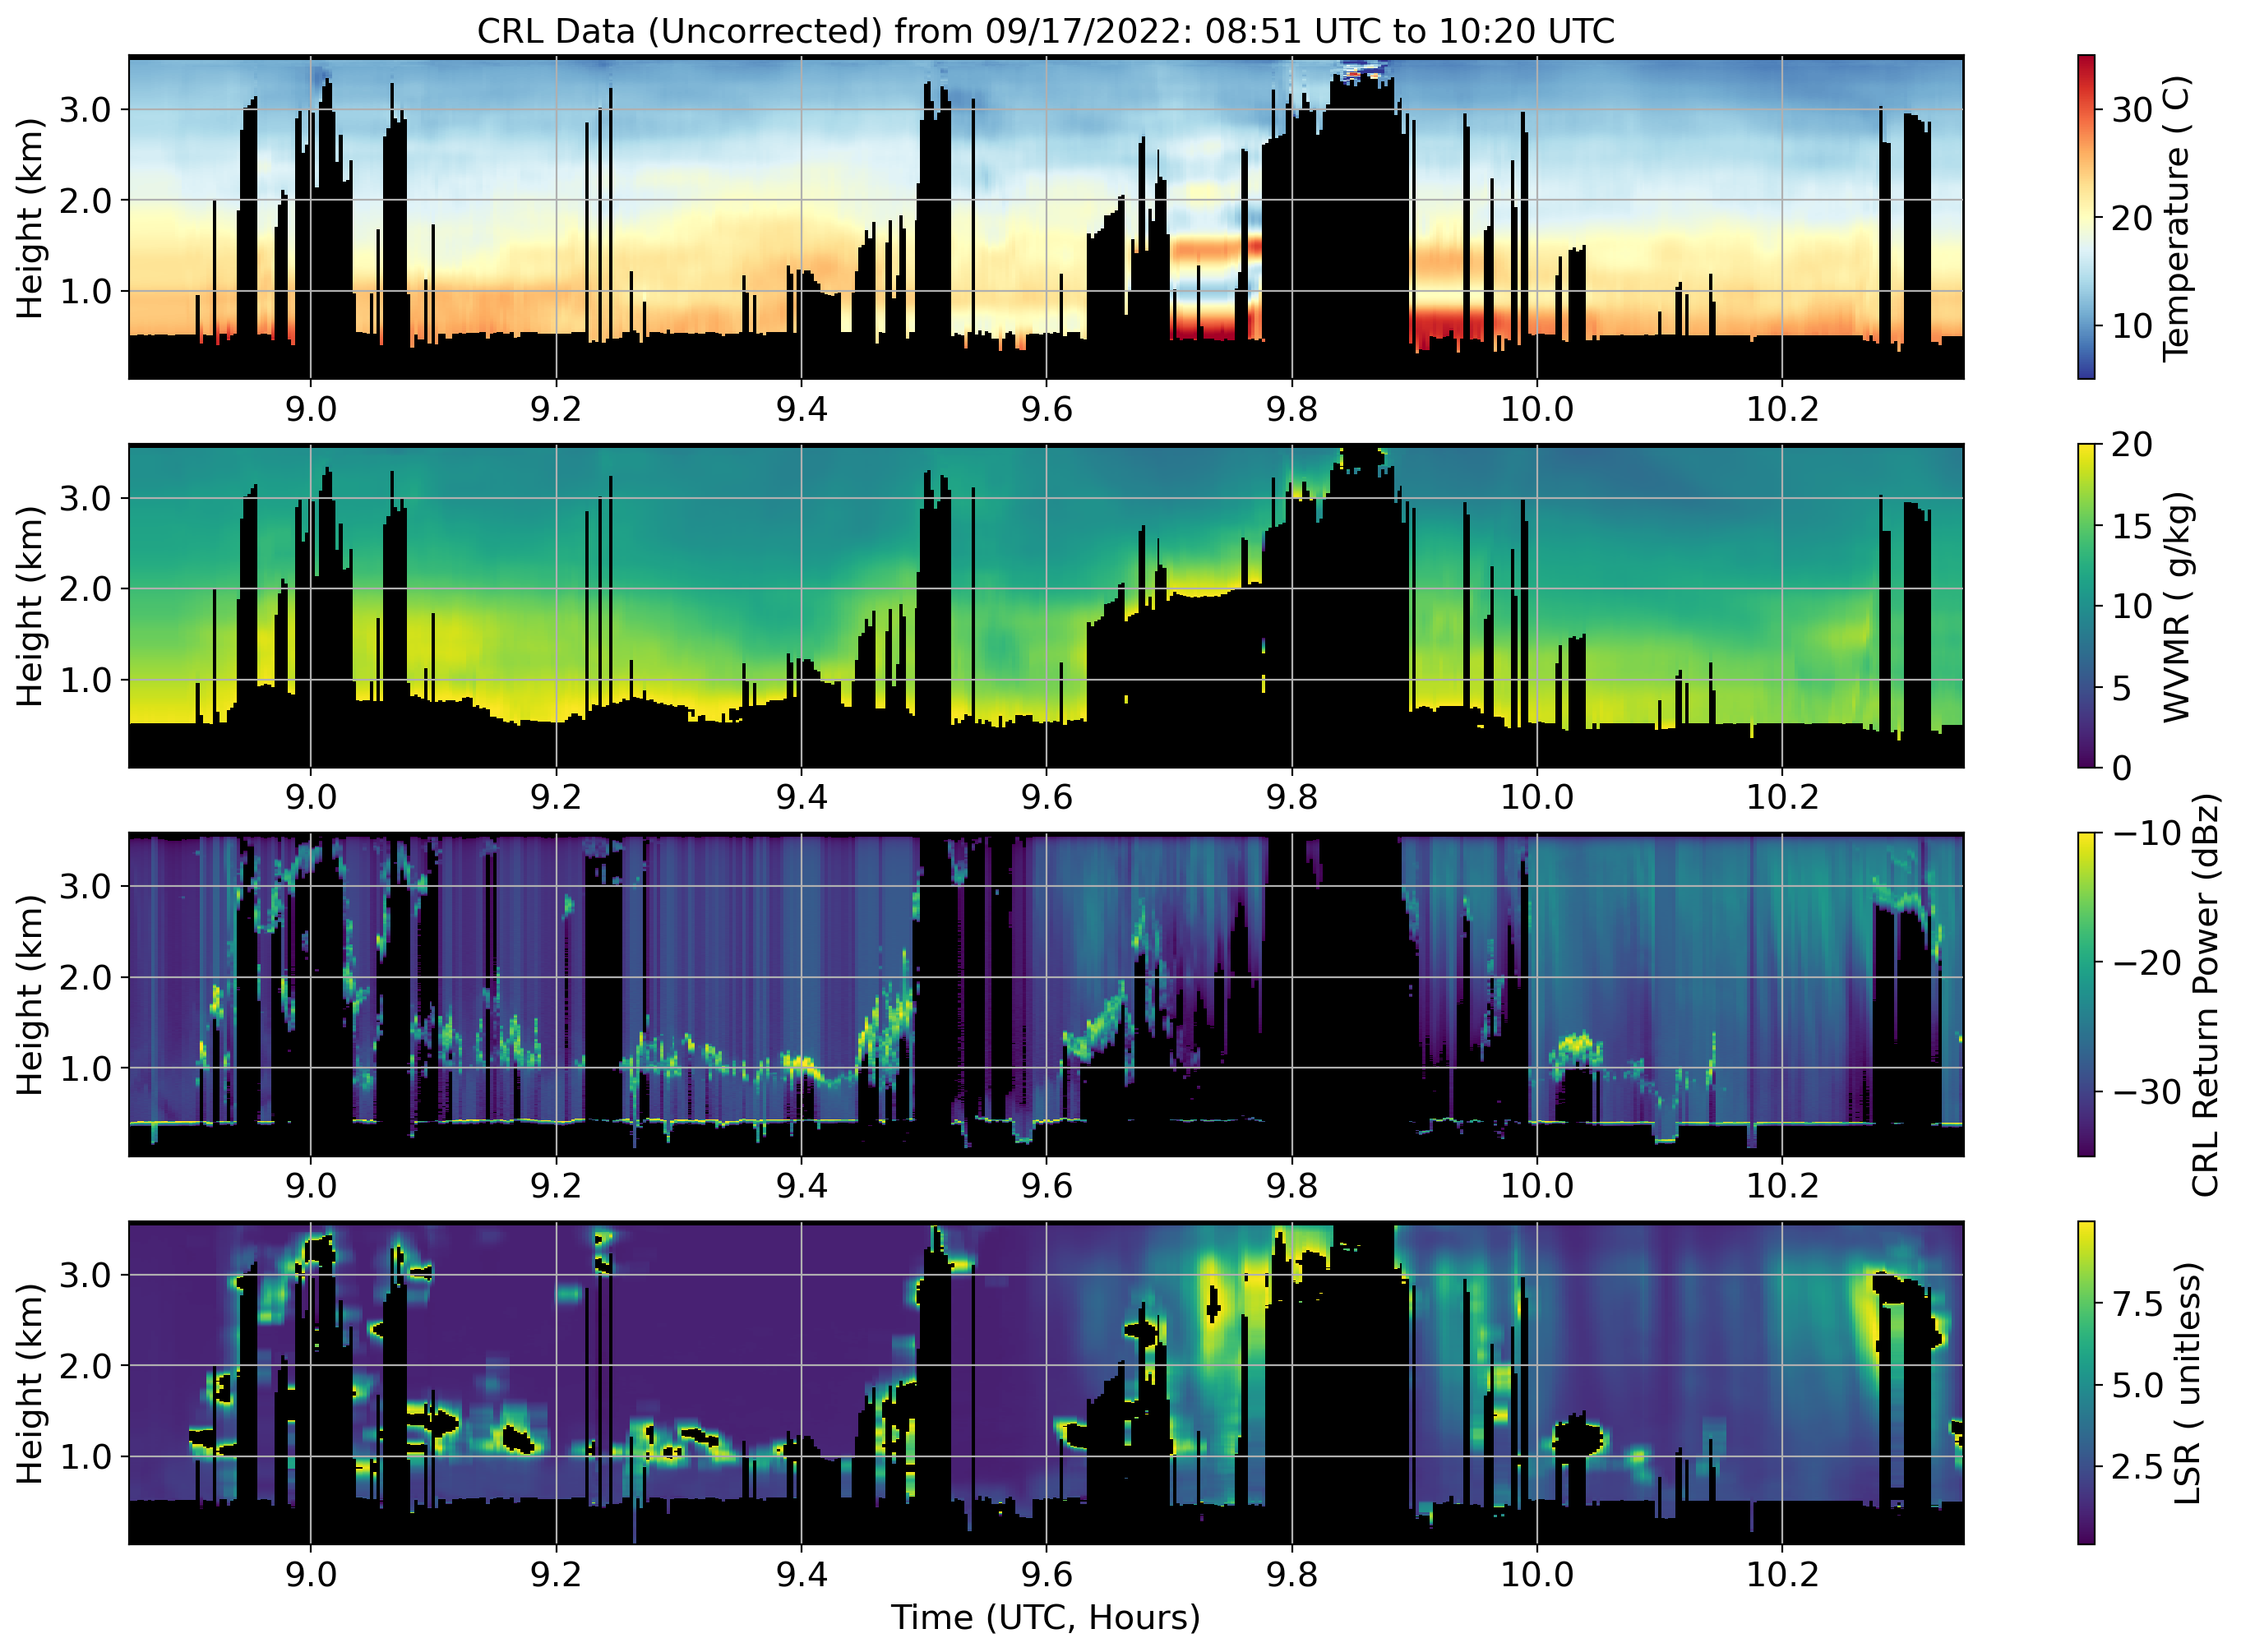 CRL Data (Uncorrected) from 09/17/2022: 08:51 UTC to 10:20 UTC
Height (km)
3.0
2.0
1.0
9.0 9.2 9.4 9.6 9.8 10.0 10.2
30
20
10
Temperature ( C)
Height (km)
3.0
2.0
1.0
9.0 9.2 9.4 9.6 9.8 10.0 10.2
20
15
10
5
0
WVMR ( g/kg)
Height (km)
3.0
2.0
1.0
9.0 9.2 9.4 9.6 9.8 10.0 10.2
−10
−20
−30
CRL Return Power (dBz)
Height (km)
3.0
2.0
1.0
9.0 9.2 9.4 9.6 9.8 10.0 10.2
7.5
5.0
2.5
LSR ( unitless)
Time (UTC, Hours)